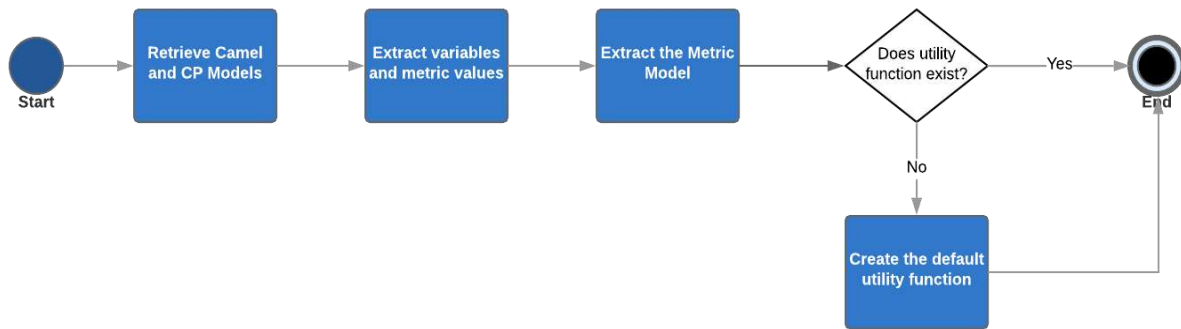 Start
Retrieve Camel
and CP Models
Extract variables
and metric values
Extract the Metric
Model
Does utility
function exist?
Yes
End
No
Create the default
utility function